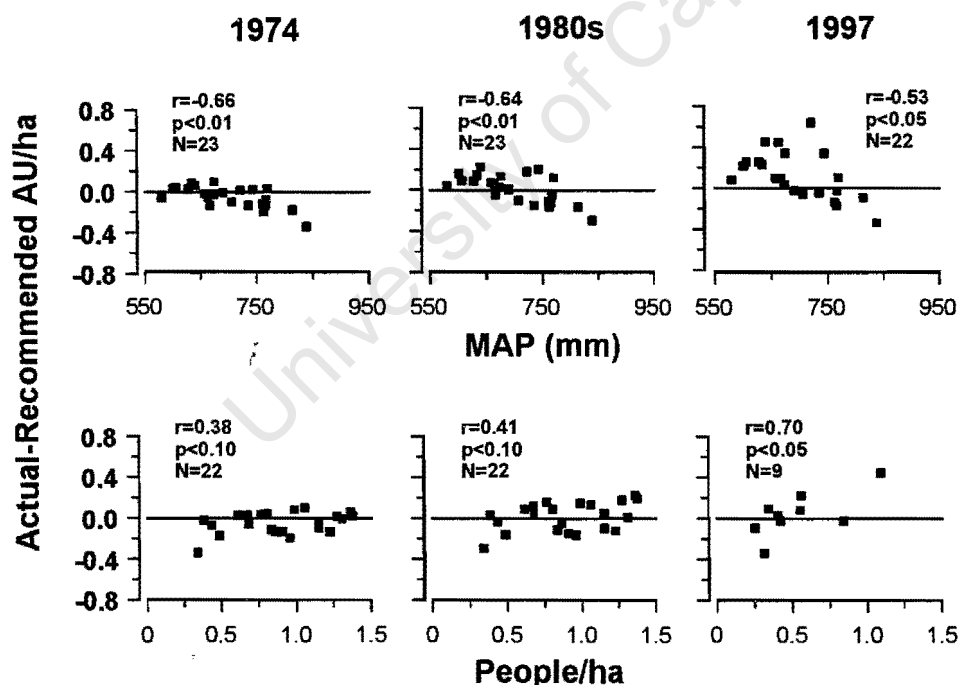 1974 1980s 1997
University of Ca
Actual-Recommended AU/ha
0.8
0.4
0.0
-0.4
-0.8
r=-0.66
p<0.01
N=23
r=-0.64
p<0.01
N=23
r=-0.53
p<0.05
N=22
550 750 950 550 750 950 550 750 950
MAP (mm)
0.8
0.4
0.0
-0.4
-0.8
r=0.38
p<0.10
N=22
r=0.41
p<0.10
N=22
r=0.70
p<0.05
N=9
0 0.5 1.0 1.5 0 0.5 1.0 1.5 0 0.5 1.0 1.5
People/ha